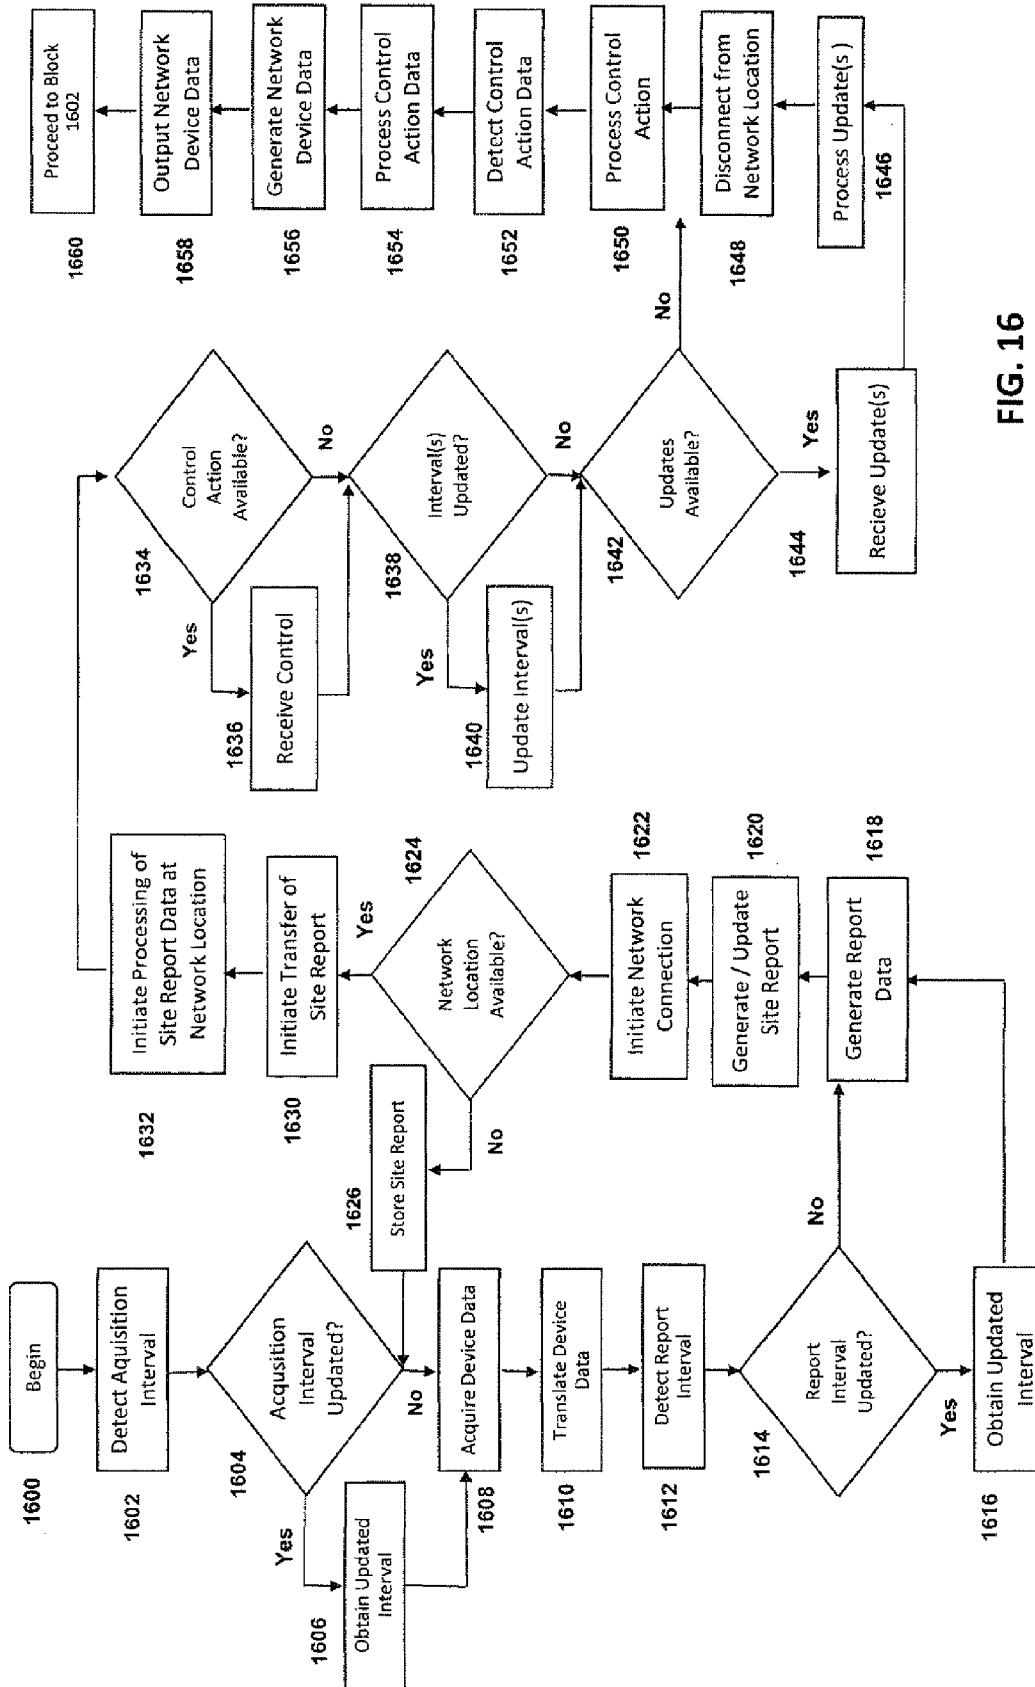 1600
Begin
1602
Detect Aquisition
Interval
1604
Acqusition
Interval
Updated?
Yes
No
1606
Obtain Updated
Interval
1608
Acquire Device Data
1610
Translate Device
Data
1612
Detect Report
Interval
1614
Report
Interval
Updated?
No
Yes
1616
Obtain Updated
Interval
1618
Generate Report
Data
1620
Generate / Update
Site Report
1622
Initiate Network
Connection
1624
Network
Location
Available?
Yes
No
1626
Store Site Report
1630
Initiate Transfer of
Site Report
1632
Initiate Processing of
Site Report Data at
Network Location
1634
Control
Action
Available?
Yes
No
1636
Receive Control
1638
Interval(s)
Updated?
Yes
No
1640
Update Interval(s)
1642
Updates
Available?
No
Yes
1644
Recieve Update(s)
1646
Process Update(s)
1648
Disconnect from
Network Location
1650
Process Control
Action
1652
Detect Control
Action Data
1654
Process Control
Action Data
1656
Generate Network
Device Data
1658
Output Network
Device Data
1660
Proceed to Block
1602
FIG. 16